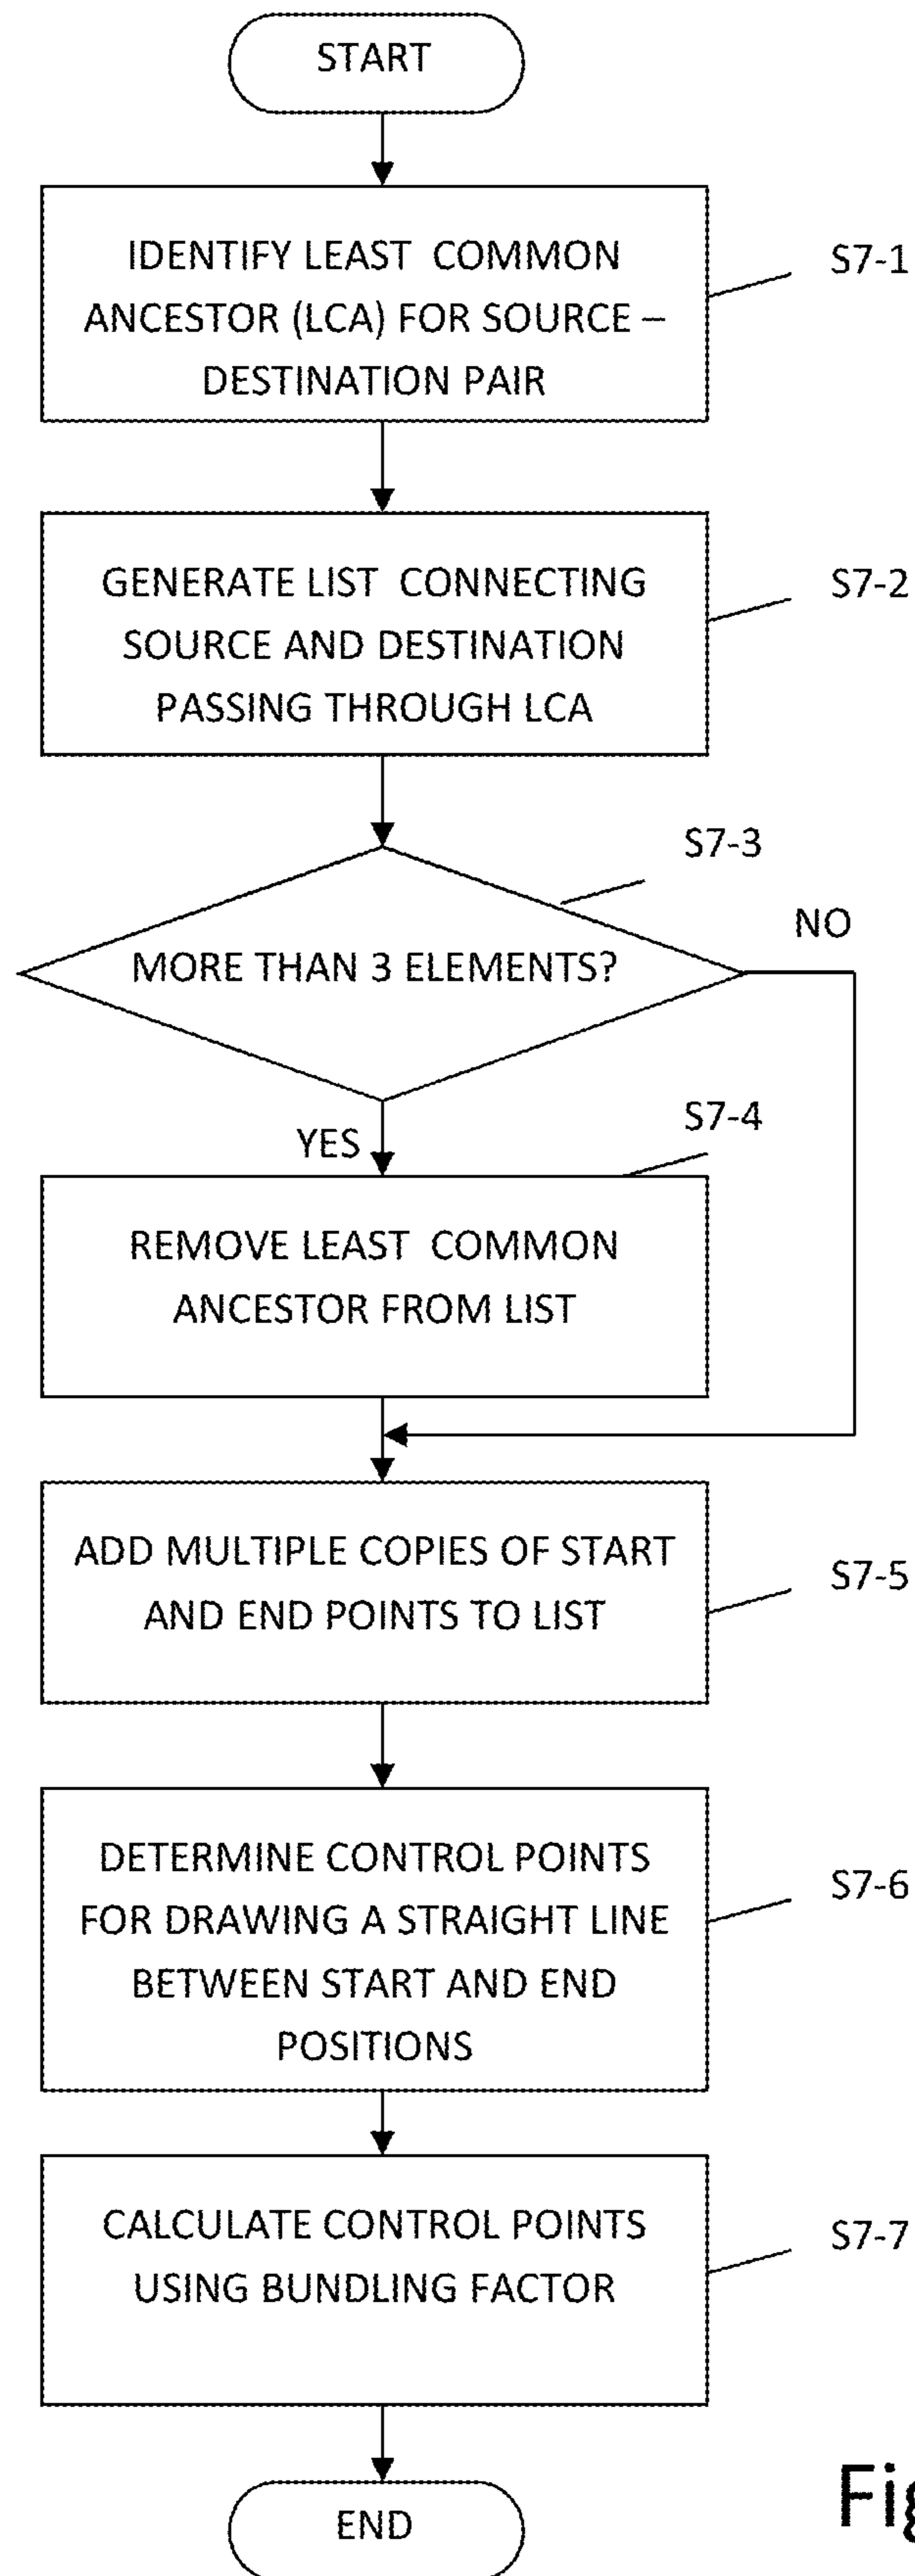 START
IDENTIFY LEAST COMMON
ANCESTOR (LCA) FOR SOURCE –
DESTINATION PAIR
S7-1
GENERATE LIST CONNECTING
SOURCE AND DESTINATION
PASSING THROUGH LCA
S7-2
S7-3
NO
MORE THAN 3 ELEMENTS?
S7-4
YES
REMOVE LEAST COMMON
ANCESTOR FROM LIST
ADD MULTIPLE COPIES OF START
AND END POINTS TO LIST
S7-5
DETERMINE CONTROL POINTS
FOR DRAWING A STRAIGHT LINE
BETWEEN START AND END
POSITIONS
S7-6
CALCULATE CONTROL POINTS
USING BUNDLING FACTOR
S7-7
END
Fig